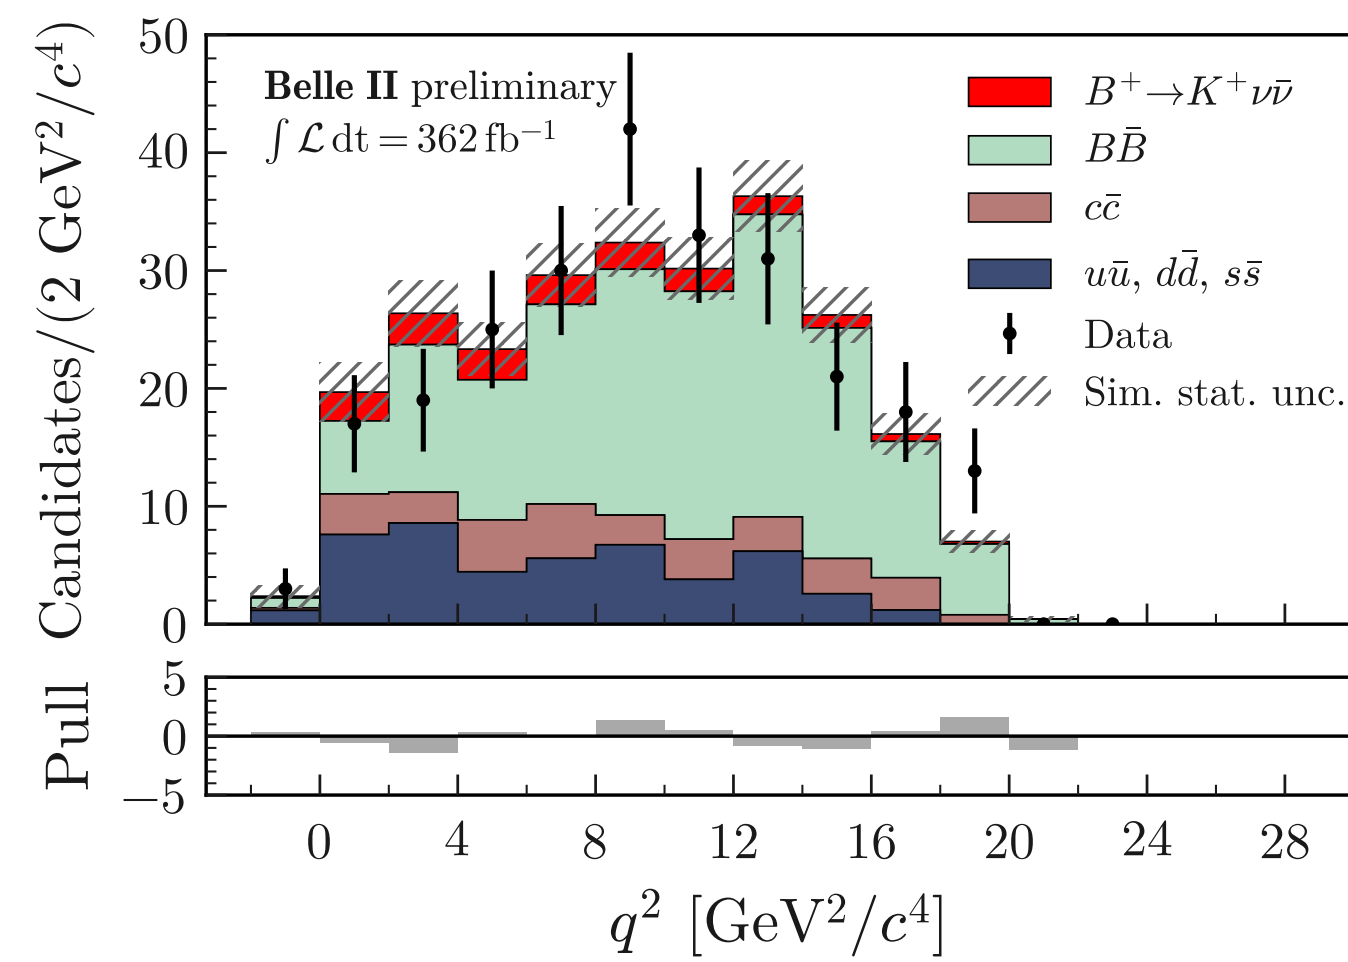 Candidates/(2 GeV²/c⁴)
50
40
30
20
10
0
Belle II preliminary
∫ 𝓛 dt = 362 fb⁻¹
B⁺→K⁺νν̄
BB̄
cc̄
uū, dd̄, ss̄
Data
Sim. stat. unc.
Pull
5
0
−5
0 4 8 12 16 20 24 28
q² [GeV²/c⁴]